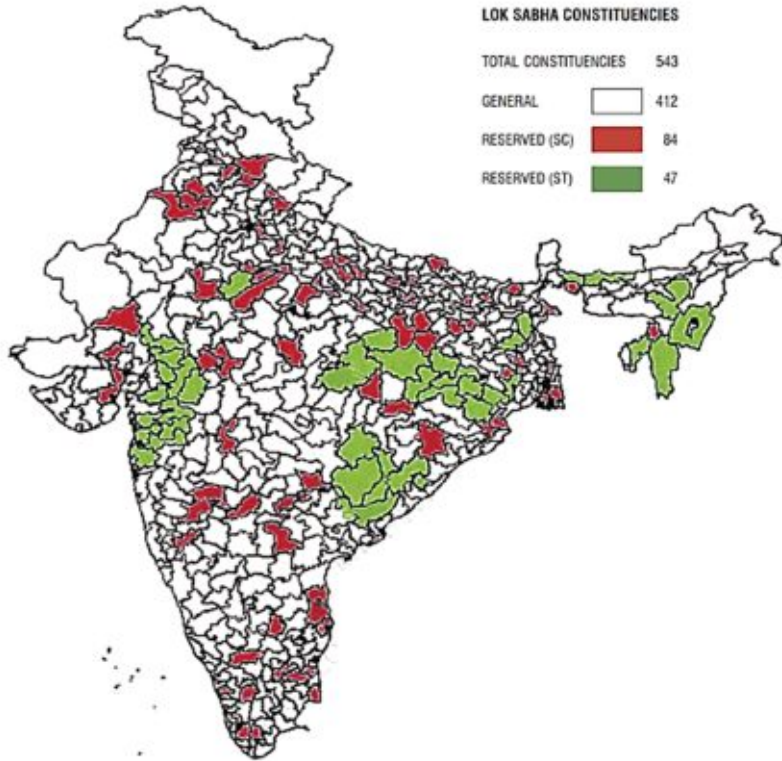 LOK SABHA CONSTITUENCIES
TOTAL CONSTITUENCIES 543
GENERAL 412
RESERVED (SC) 84
RESERVED (ST) 47